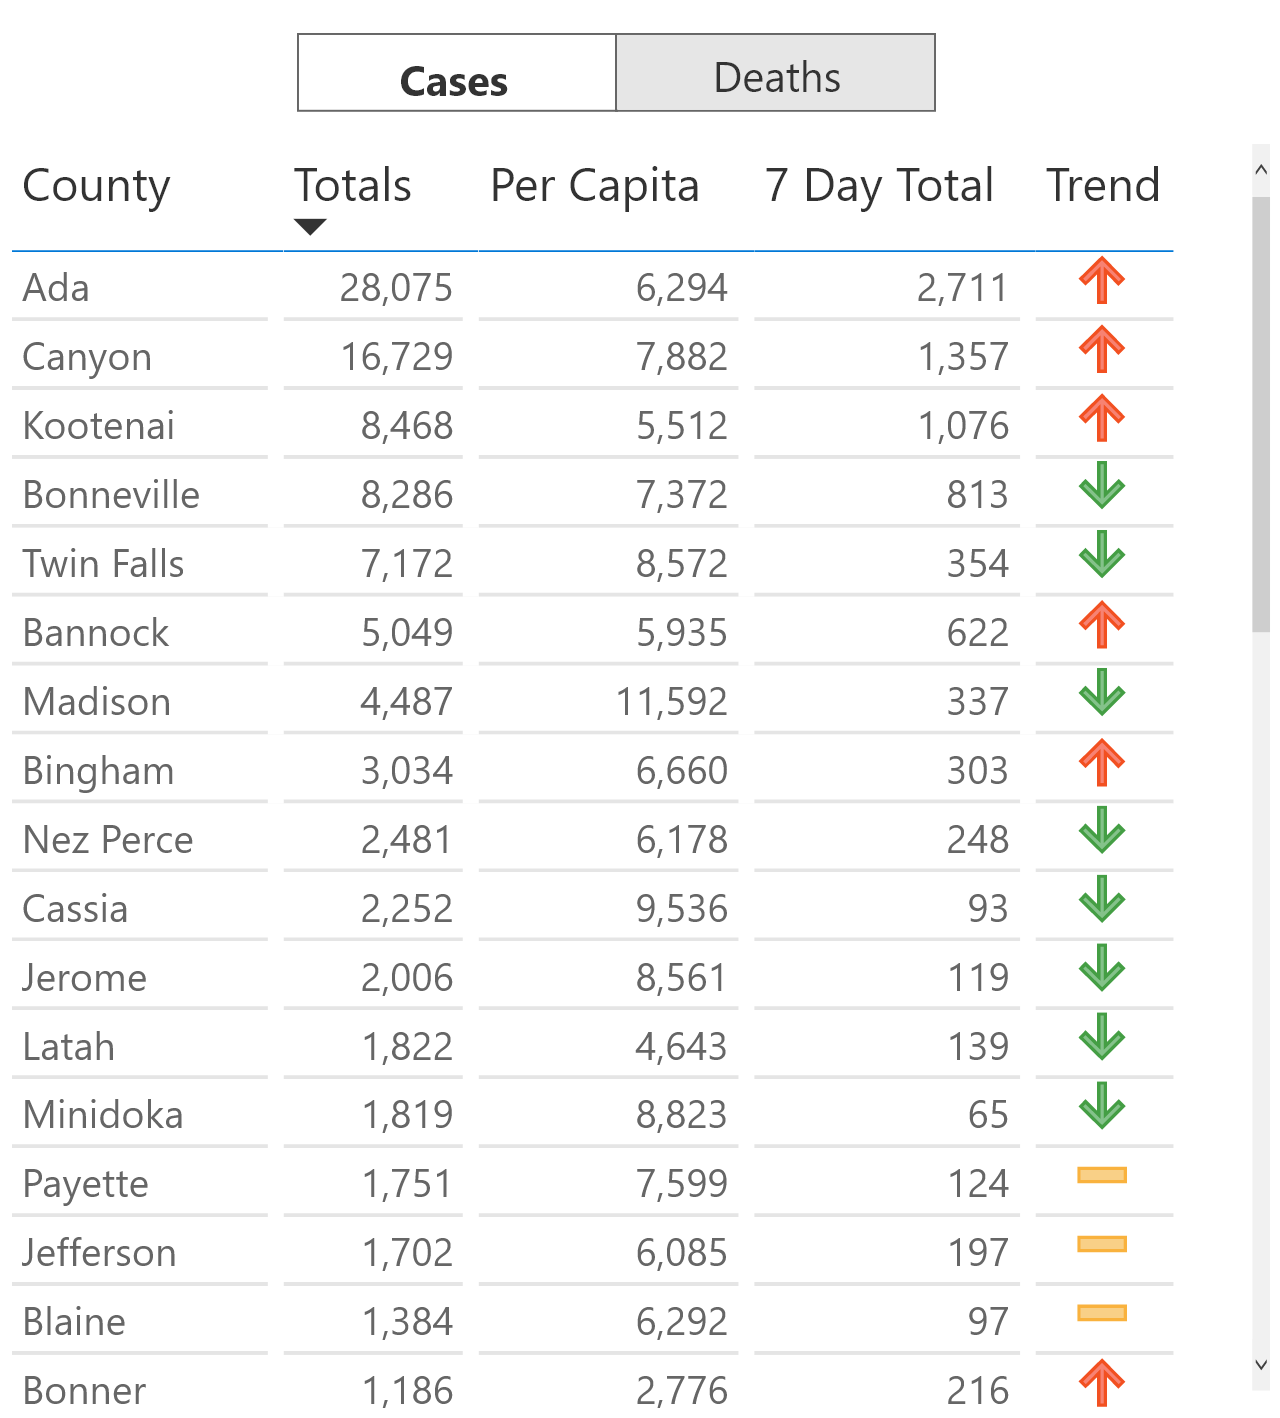 Cases Deaths
County Totals Per Capita 7 Day Total Trend
Ada 28,075 6,294 2,711
Canyon 16,729 7,882 1,357
Kootenai 8,468 5,512 1,076
Bonneville 8,286 7,372 813
Twin Falls 7,172 8,572 354
Bannock 5,049 5,935 622
Madison 4,487 11,592 337
Bingham 3,034 6,660 303
Nez Perce 2,481 6,178 248
Cassia 2,252 9,536 93
Jerome 2,006 8,561 119
Latah 1,822 4,643 139
Minidoka 1,819 8,823 65
Payette 1,751 7,599 124
Jefferson 1,702 6,085 197
Blaine 1,384 6,292 97
Bonner 1,186 2,776 216